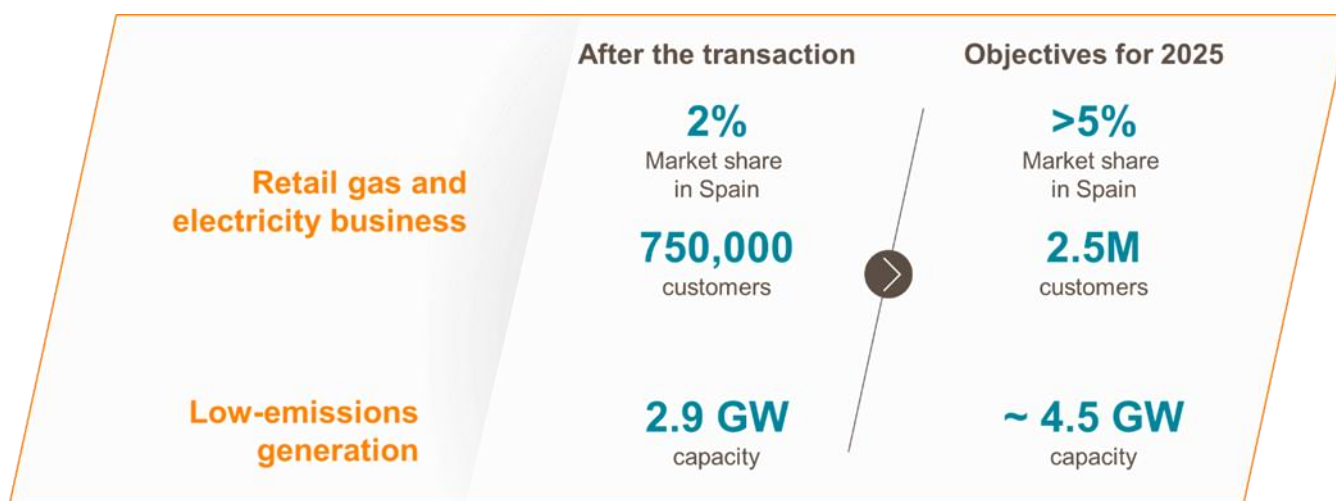 After the transaction
Objectives for 2025
Retail gas and
electricity business
2%
Market share
in Spain
750,000
customers
>5%
Market share
in Spain
2.5M
customers
Low-emissions
generation
2.9 GW
capacity
~ 4.5 GW
capacity